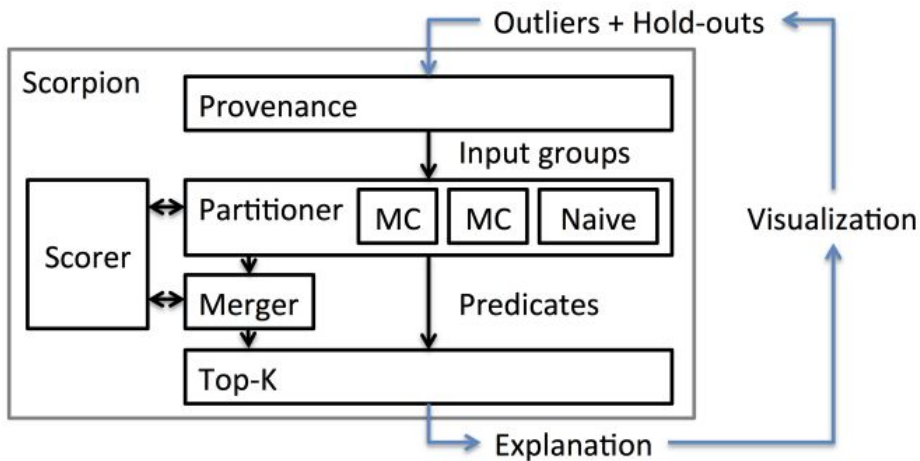 Outliers + Hold-outs
Scorpion
Provenance
Input groups
Partitioner
MC
MC
Naive
Visualization
Scorer
Merger
Predicates
Top-K
Explanation